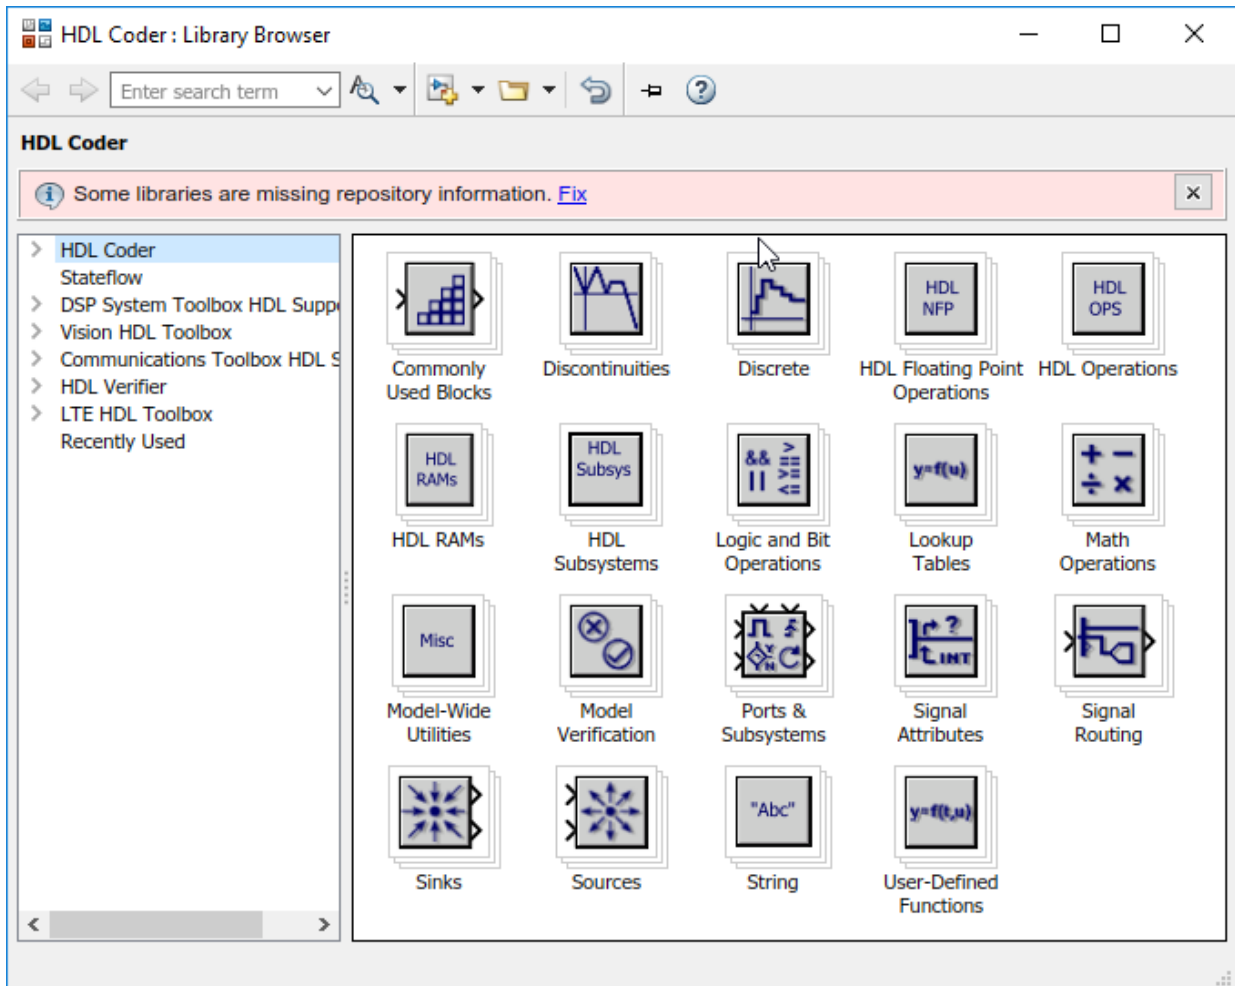 HDL Coder : Library Browser
Enter search term
HDL Coder
Some libraries are missing repository information. Fix
HDL Coder
Stateflow
DSP System Toolbox HDL Suppo
Vision HDL Toolbox
Communications Toolbox HDL S
HDL Verifier
LTE HDL Toolbox
Recently Used
Commonly
Used Blocks
Discontinuities
Discrete
HDL
NFP
HDL Floating Point
Operations
HDL
OPS
HDL Operations
HDL
RAMs
HDL RAMs
HDL
Subsys
HDL
Subsystems
&& > == >= || <=
Logic and Bit
Operations
y=f(u)
Lookup
Tables
+ −
÷ ×
Math
Operations
Misc
Model-Wide
Utilities
Model
Verification
Y
N
Ports &
Subsystems
?
INT
Signal
Attributes
Signal
Routing
Sinks
Sources
"Abc"
String
y=f(t,u)
User-Defined
Functions